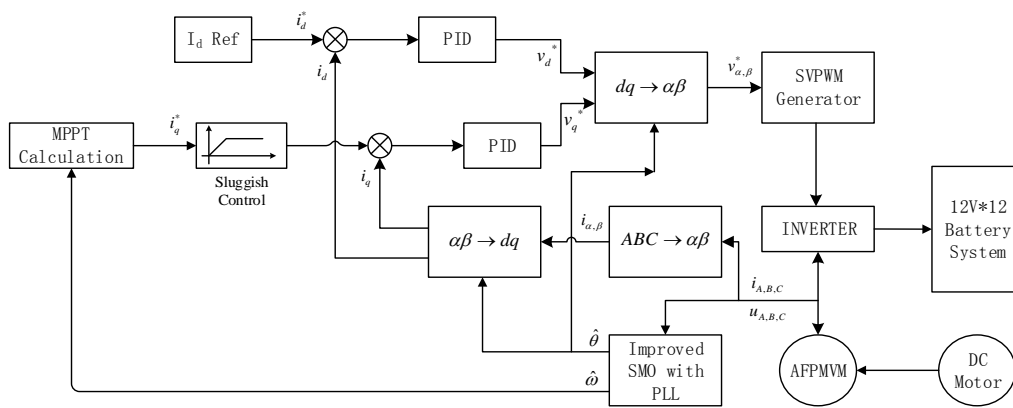 I_d Ref
i_d^*
PID
v_d^*
dq → αβ
v_{α,β}^*
SVPWM
Generator
i_d
MPPT
Calculation
i_q^*
Sluggish
Control
i_q
PID
v_q^*
αβ → dq
i_{α,β}
ABC → αβ
INVERTER
12V*12
Battery
System
i_{A,B,C}
u_{A,B,C}
θ̂
ω̂
Improved
SMO with
PLL
AFPMVM
DC
Motor